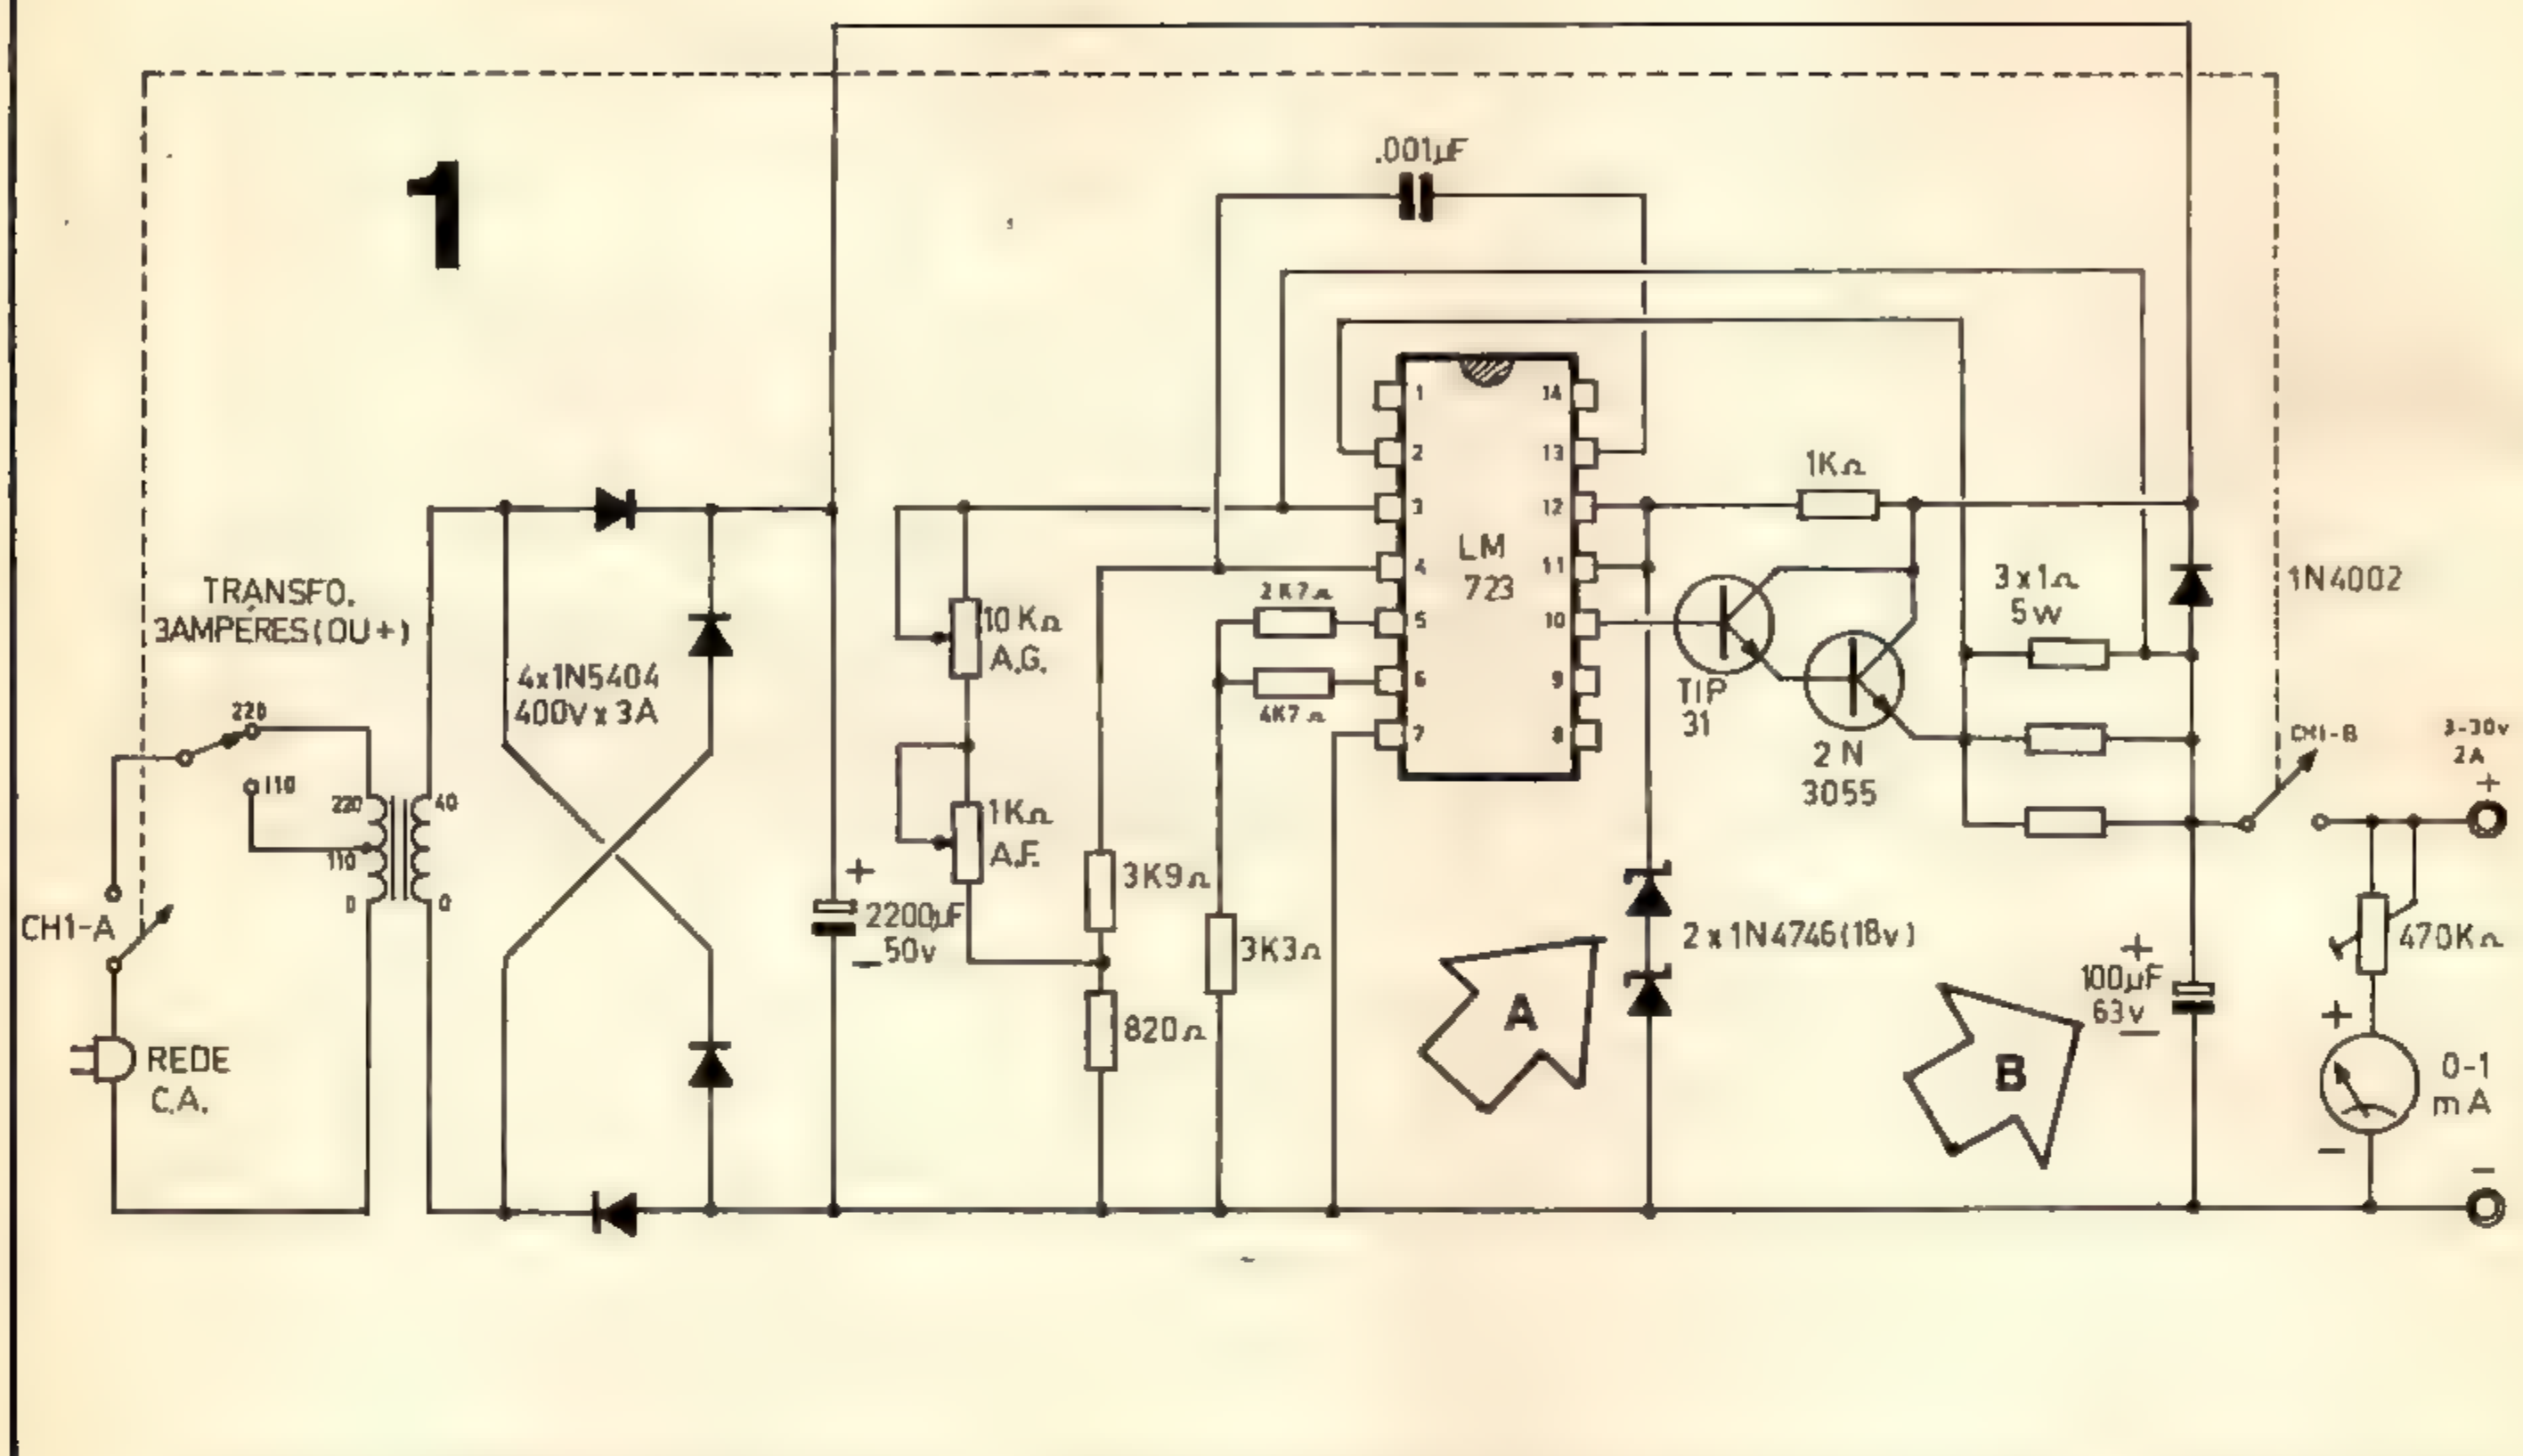 1
.001µF
TRANSFO.
3AMPÉRES(OU+)
220
110
220
110
0
40
0
4x1N5404
400V x 3A
CH1-A
REDE
C.A.
+
2200µF
50v
—
10KΩ
A.G.
1KΩ
A.F.
3K9Ω
820Ω
2K7Ω
4K7Ω
3K3Ω
1
2
3
4
5
6
7
14
13
12
11
10
9
8
LM
723
1KΩ
TIP
31
2N
3055
3x1Ω
5w
1N4002
2x1N4746(18v)
A
B
+
100µF
63v
—
CH1-B
3-30v
2A
+
470KΩ
+
0-1
mA
–
–